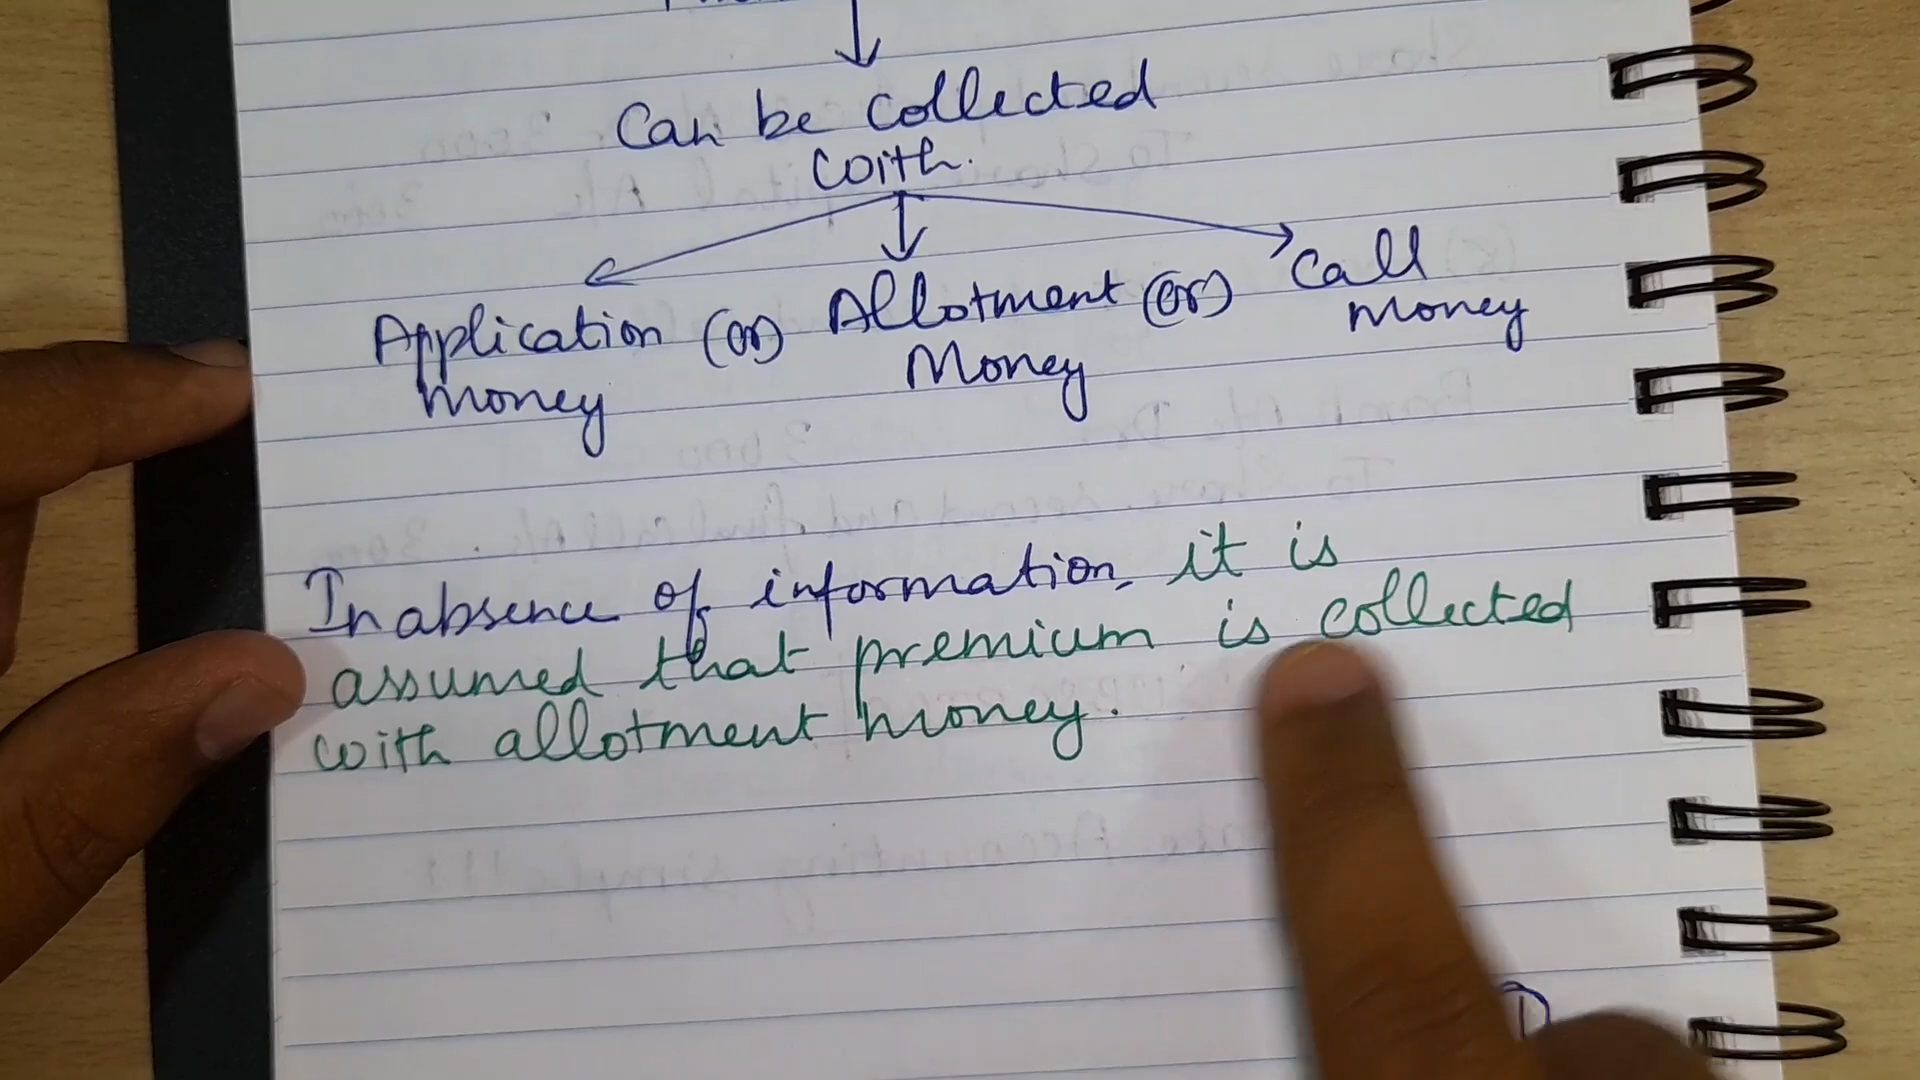 Can be collected
with.
Application (or) Allotment (or) Call
money Money money
In absence of information, it is
assumed that premium is collected
with allotment money.